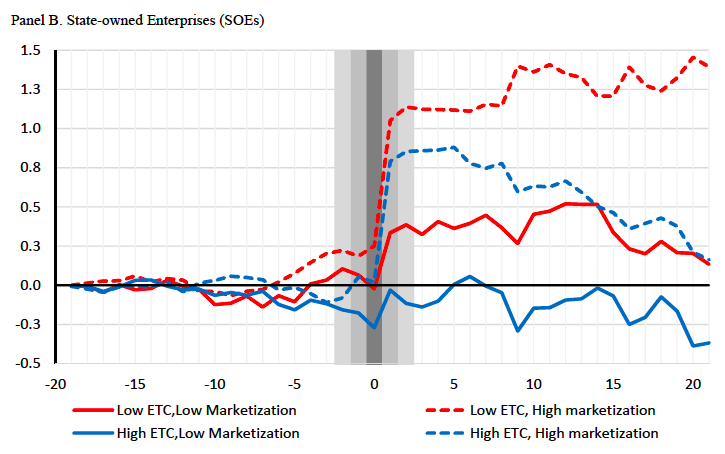 Panel B. State-owned Enterprises (SOEs)
1.5
1.3
1.0
0.8
0.5
0.3
0.0
-0.3
-0.5
-20 -15 -10 -5 0 5 10 15 20
Low ETC,Low Marketization Low ETC, High marketization
High ETC,Low Marketization High ETC, High marketization